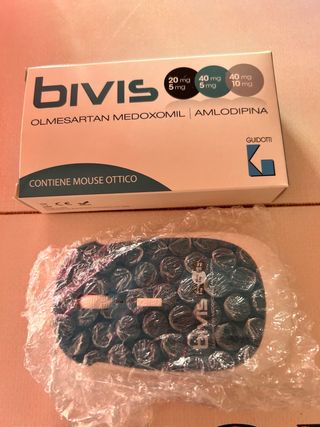 bivis
20 mg
5 mg
40 mg
5 mg
40 mg
10 mg
OLMESARTAN MEDOXOMIL | AMLODIPINA
GUIDOTTI
CONTIENE MOUSE OTTICO
CE
bivis